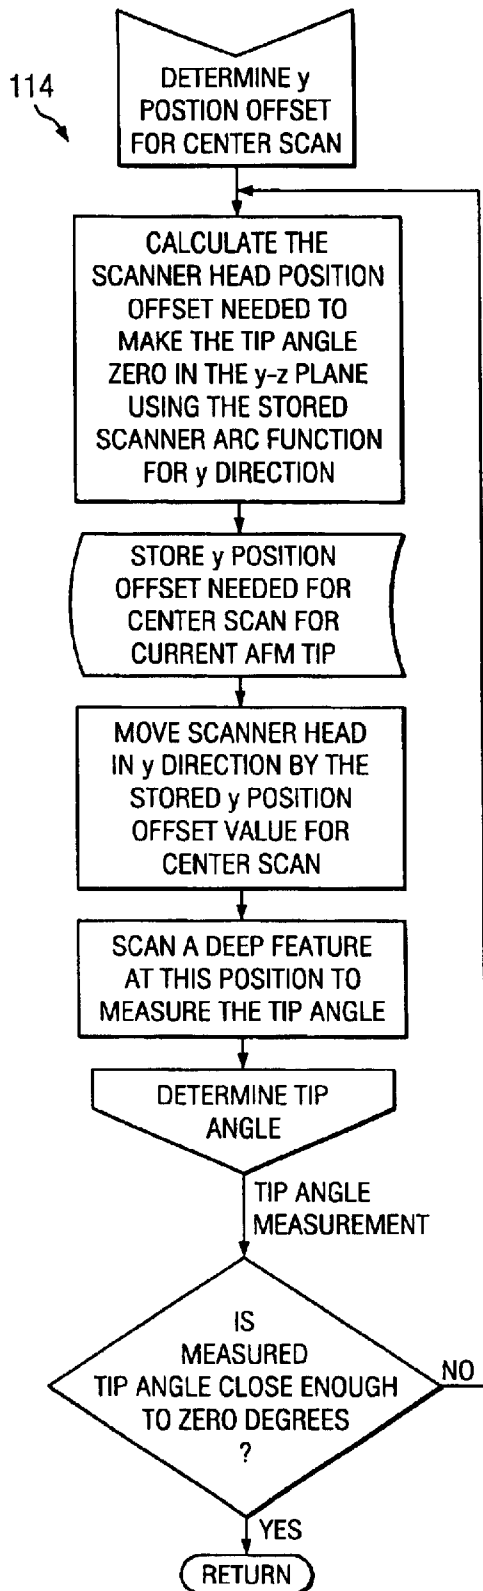 114
DETERMINE y
POSTION OFFSET
FOR CENTER SCAN
CALCULATE THE
SCANNER HEAD POSITION
OFFSET NEEDED TO
MAKE THE TIP ANGLE
ZERO IN THE y-z PLANE
USING THE STORED
SCANNER ARC FUNCTION
FOR y DIRECTION
STORE y POSITION
OFFSET NEEDED FOR
CENTER SCAN FOR
CURRENT AFM TIP
MOVE SCANNER HEAD
IN y DIRECTION BY THE
STORED y POSITION
OFFSET VALUE FOR
CENTER SCAN
SCAN A DEEP FEATURE
AT THIS POSITION TO
MEASURE THE TIP ANGLE
DETERMINE TIP
ANGLE
TIP ANGLE
MEASUREMENT
IS
MEASURED
TIP ANGLE CLOSE ENOUGH
TO ZERO DEGREES
?
NO
YES
RETURN